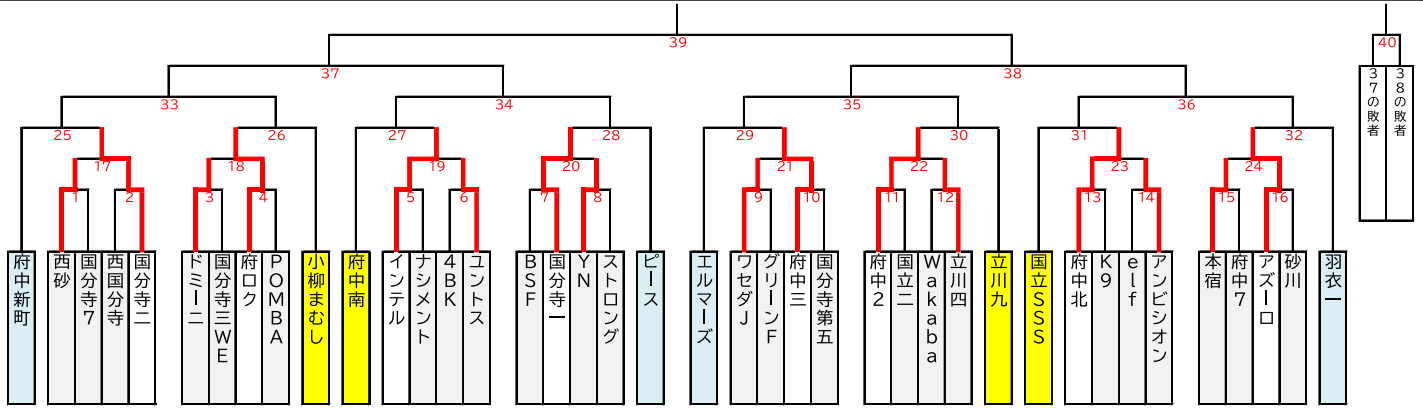 39
40
37
38
33
34
35
36
25
26
27
28
29
30
31
32
17
18
19
20
21
22
23
24
1
2
3
4
5
6
7
8
9
10
11
12
13
14
15
16
37の敗者
38の敗者
府中新町
西砂
国分寺7
西国分寺
国分寺二
ドミーニ
国分寺三WE
府ロク
POMBA
小柳まむし
府中南
インテル
ナシメント
4BK
ユントス
BSF
国分寺一
YN
ストロング
ピース
エルマーズ
ワセダJ
グリーンF
府中三
国分寺第五
府中2
国立二
Wakaba
立川四
立川九
国立SSS
府中北
K9
elf
アンビシオン
本宿
府中7
アズーロ
砂川
羽衣一